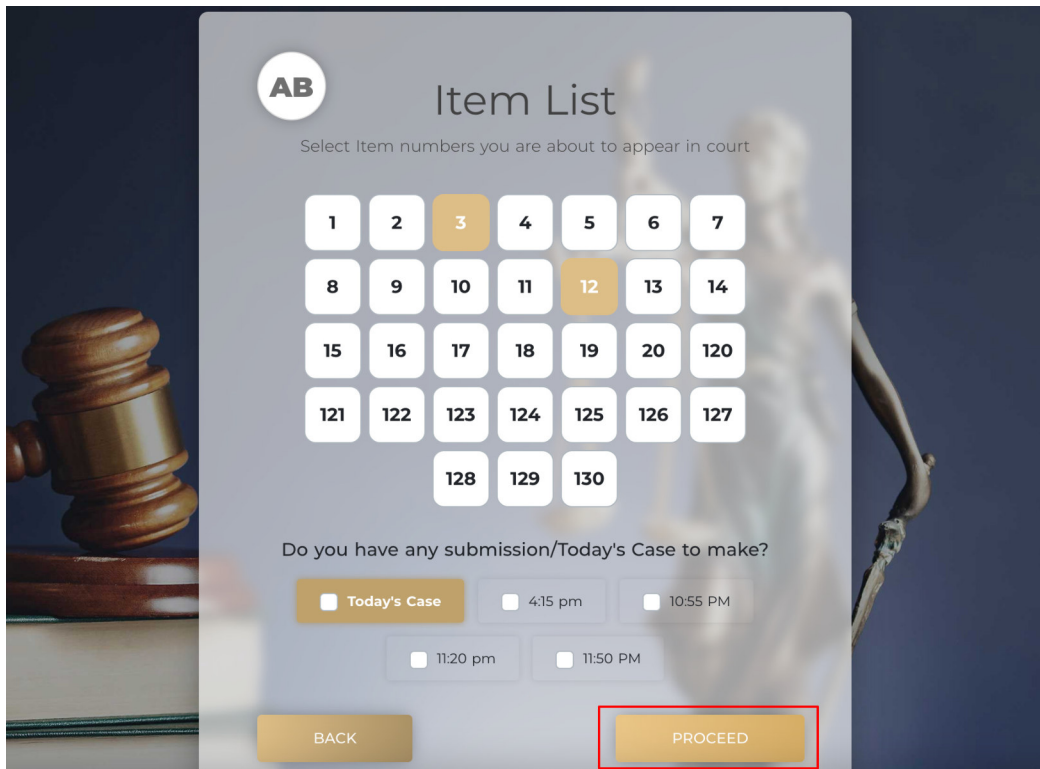 AB
Item List
Select Item numbers you are about to appear in court
1 2 3 4 5 6 7
8 9 10 11 12 13 14
15 16 17 18 19 20 120
121 122 123 124 125 126 127
128 129 130
Do you have any submission/Today's Case to make?
Today's Case 4:15 pm 10:55 PM
11:20 pm 11:50 PM
BACK PROCEED